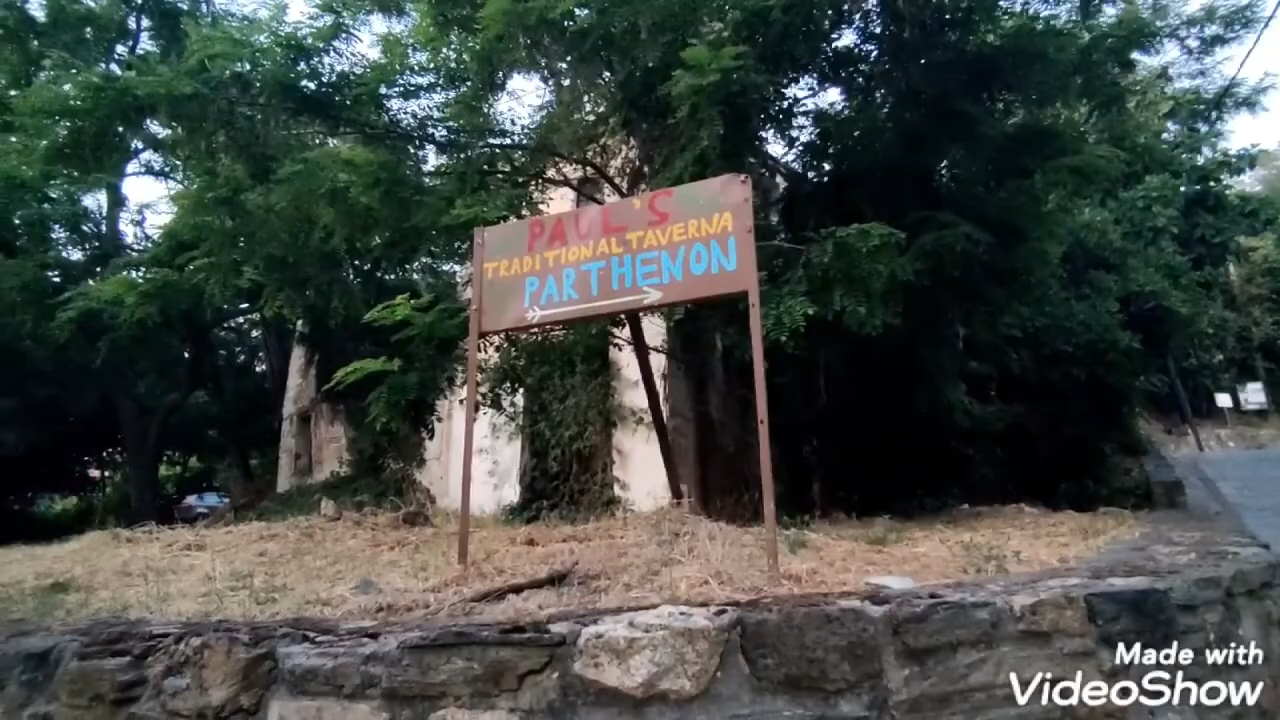 PAUL'S
TRADITIONAL TAVERNA
PARTHENON
Made with
VideoShow